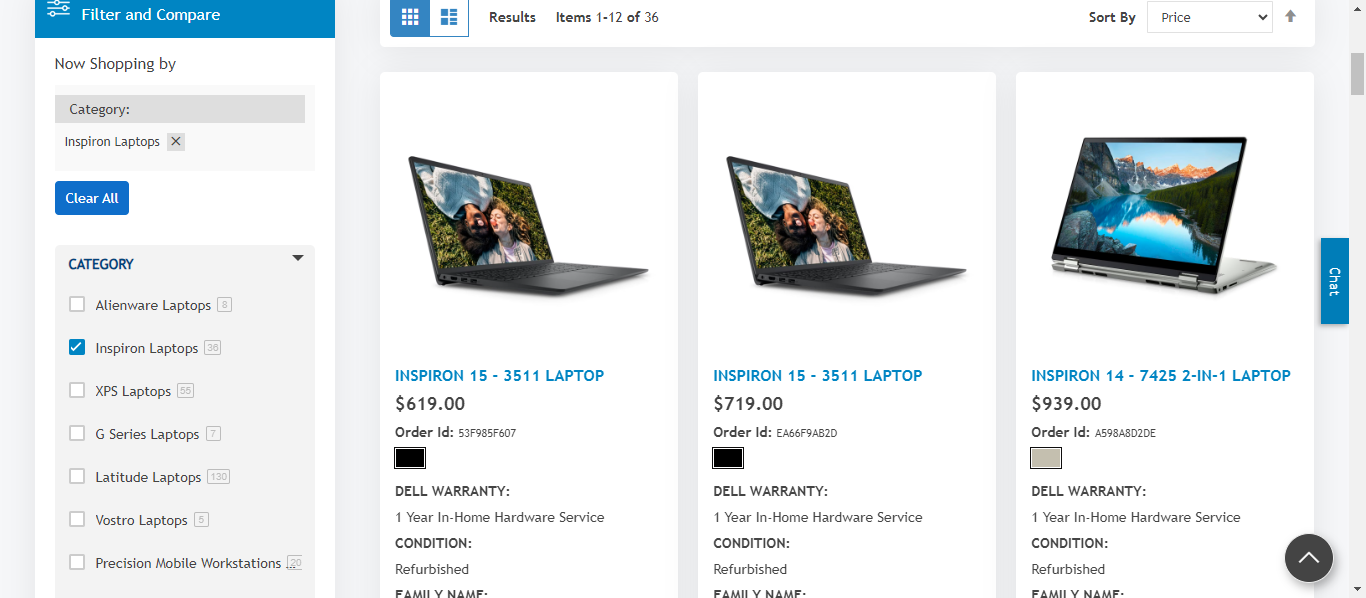 Filter and Compare
Now Shopping by
Category:
Inspiron Laptops
Clear All
CATEGORY
Alienware Laptops 8
Inspiron Laptops 36
XPS Laptops 55
G Series Laptops 7
Latitude Laptops 130
Vostro Laptops 5
Precision Mobile Workstations ... 20
Results Items 1-12 of 36
Sort By Price
INSPIRON 15 - 3511 LAPTOP
$619.00
Order Id: 53F985F607
DELL WARRANTY:
1 Year In-Home Hardware Service
CONDITION:
Refurbished
FAMILY NAME:
INSPIRON 15 - 3511 LAPTOP
$719.00
Order Id: EA66F9AB2D
DELL WARRANTY:
1 Year In-Home Hardware Service
CONDITION:
Refurbished
FAMILY NAME:
INSPIRON 14 - 7425 2-IN-1 LAPTOP
$939.00
Order Id: A598A8D2DE
DELL WARRANTY:
1 Year In-Home Hardware Service
CONDITION:
Refurbished
FAMILY NAME:
Chat